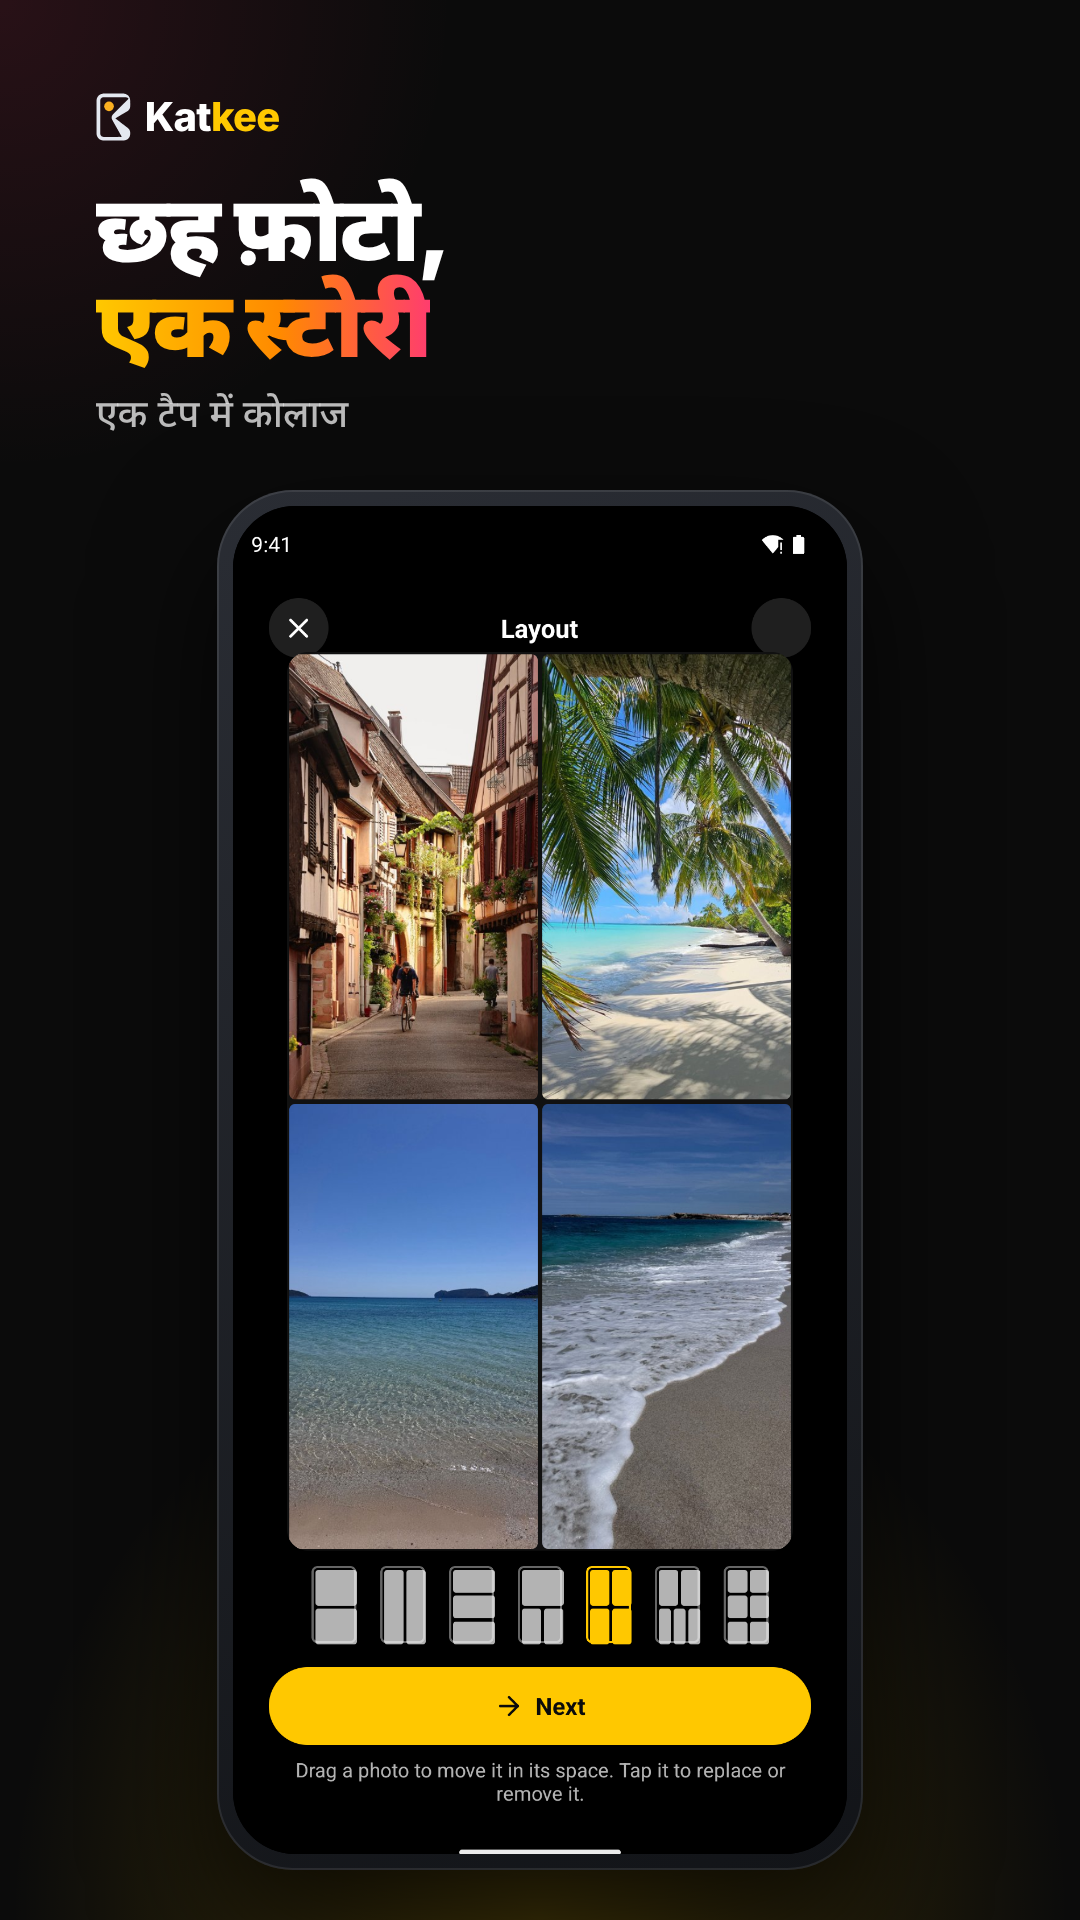 Katkee
छह फ़ोटो,
एक स्टोरी
एक टैप में कोलाज
9:41
Layout
Next
Drag a photo to move it in its space. Tap it to replace or
remove it.